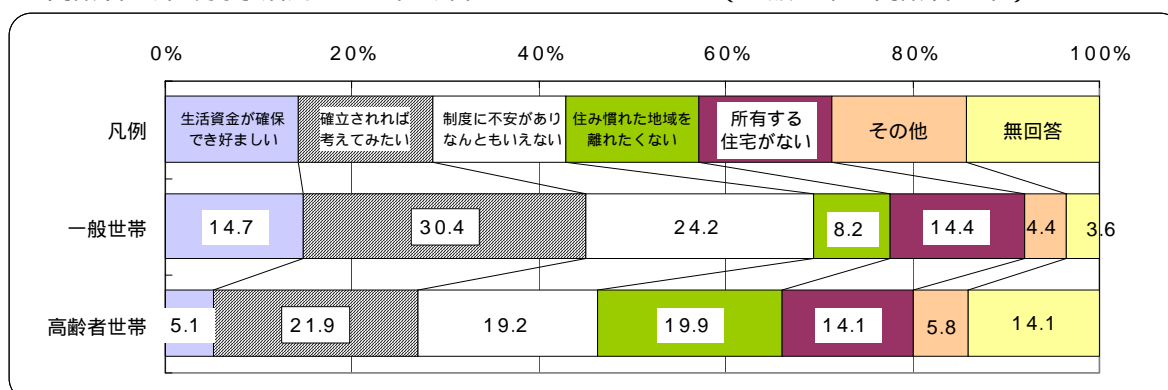 0% 20% 40% 60% 80% 100%
凡例
生活資金が確保
でき好ましい
確立されれば
考えてみたい
制度に不安があり
なんともいえない
住み慣れた地域を
離れたくない
所有する
住宅がない
その他
無回答
一般世帯 14.7 30.4 24.2 8.2 14.4 4.4 3.6
高齢者世帯 5.1 21.9 19.2 19.9 14.1 5.8 14.1